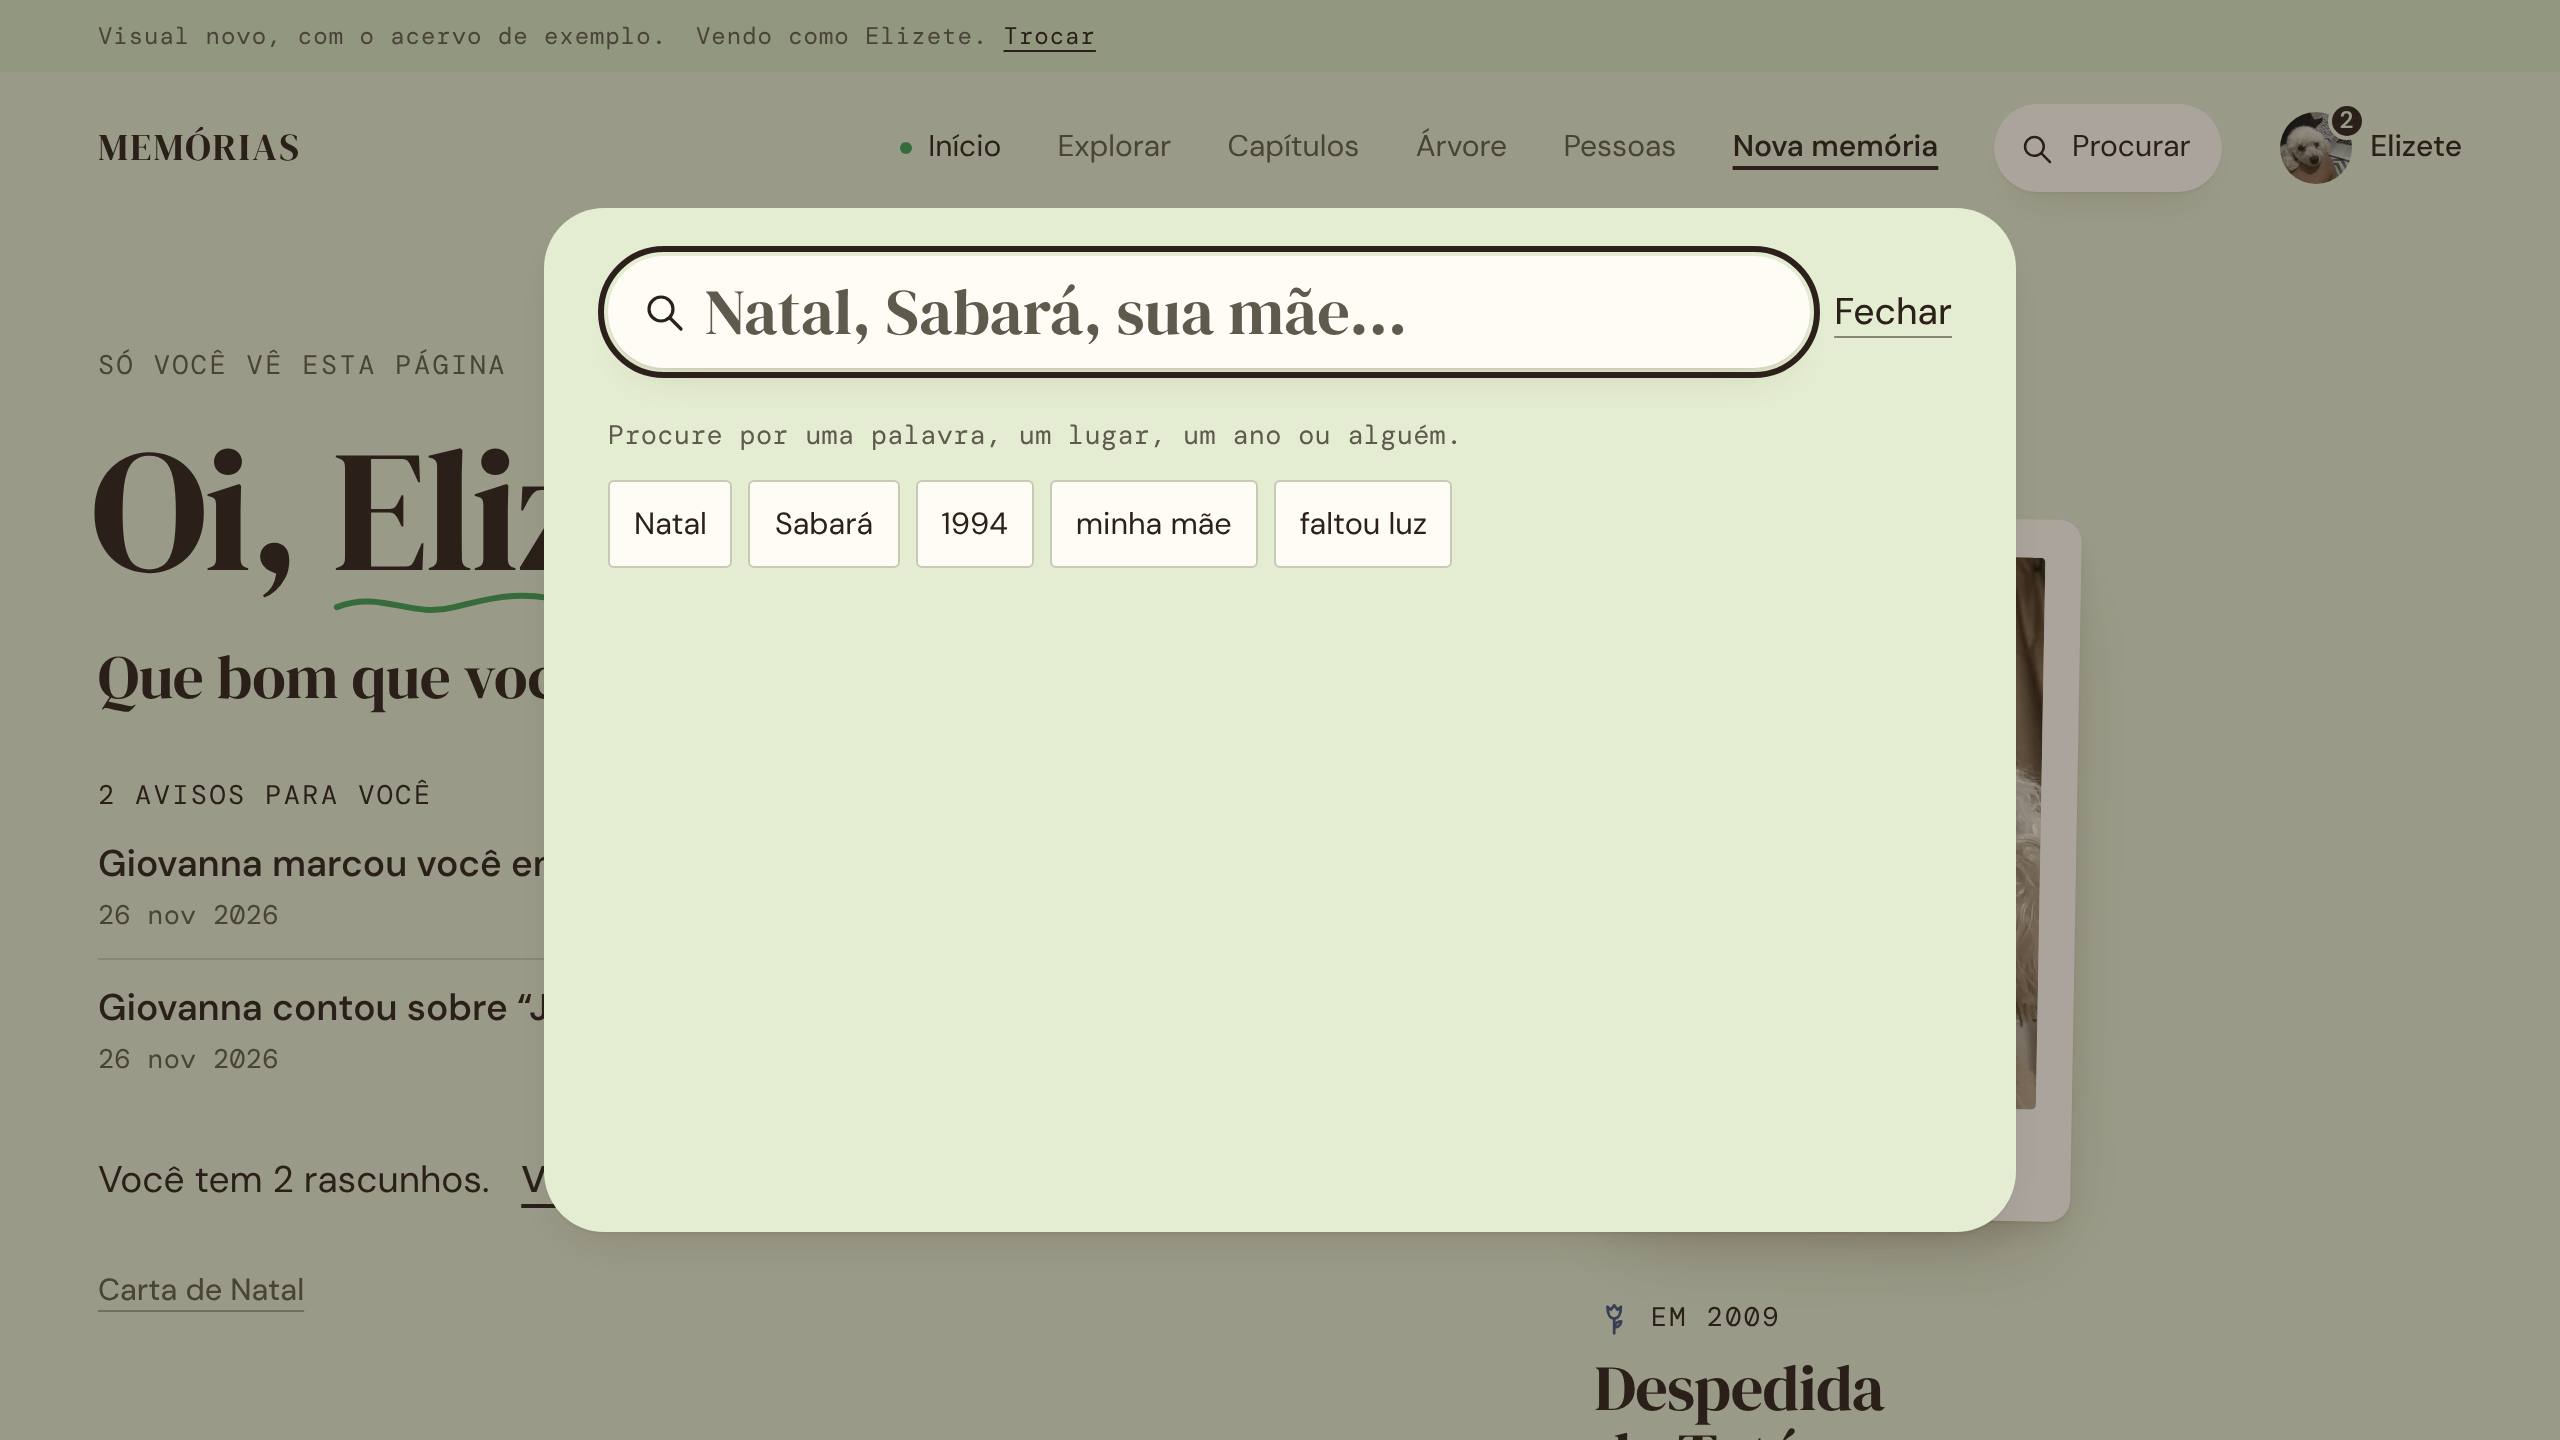 Visual novo, com o acervo de exemplo. Vendo como Elizete. Trocar
MEMÓRIAS
Início Explorar Capítulos Árvore Pessoas Nova memória Procurar 2 Elizete
Natal, Sabará, sua mãe...
Fechar
Procure por uma palavra, um lugar, um ano ou alguém.
Natal Sabará 1994 minha mãe faltou luz
SÓ VOCÊ VÊ ESTA PÁGINA
Oi, Eliz
Que bom que voc
2 AVISOS PARA VOCÊ
Giovanna marcou você
26 nov 2026
Giovanna contou sobre “J
26 nov 2026
Você tem 2 rascunhos. V
Carta de Natal
EM 2009
Despedida